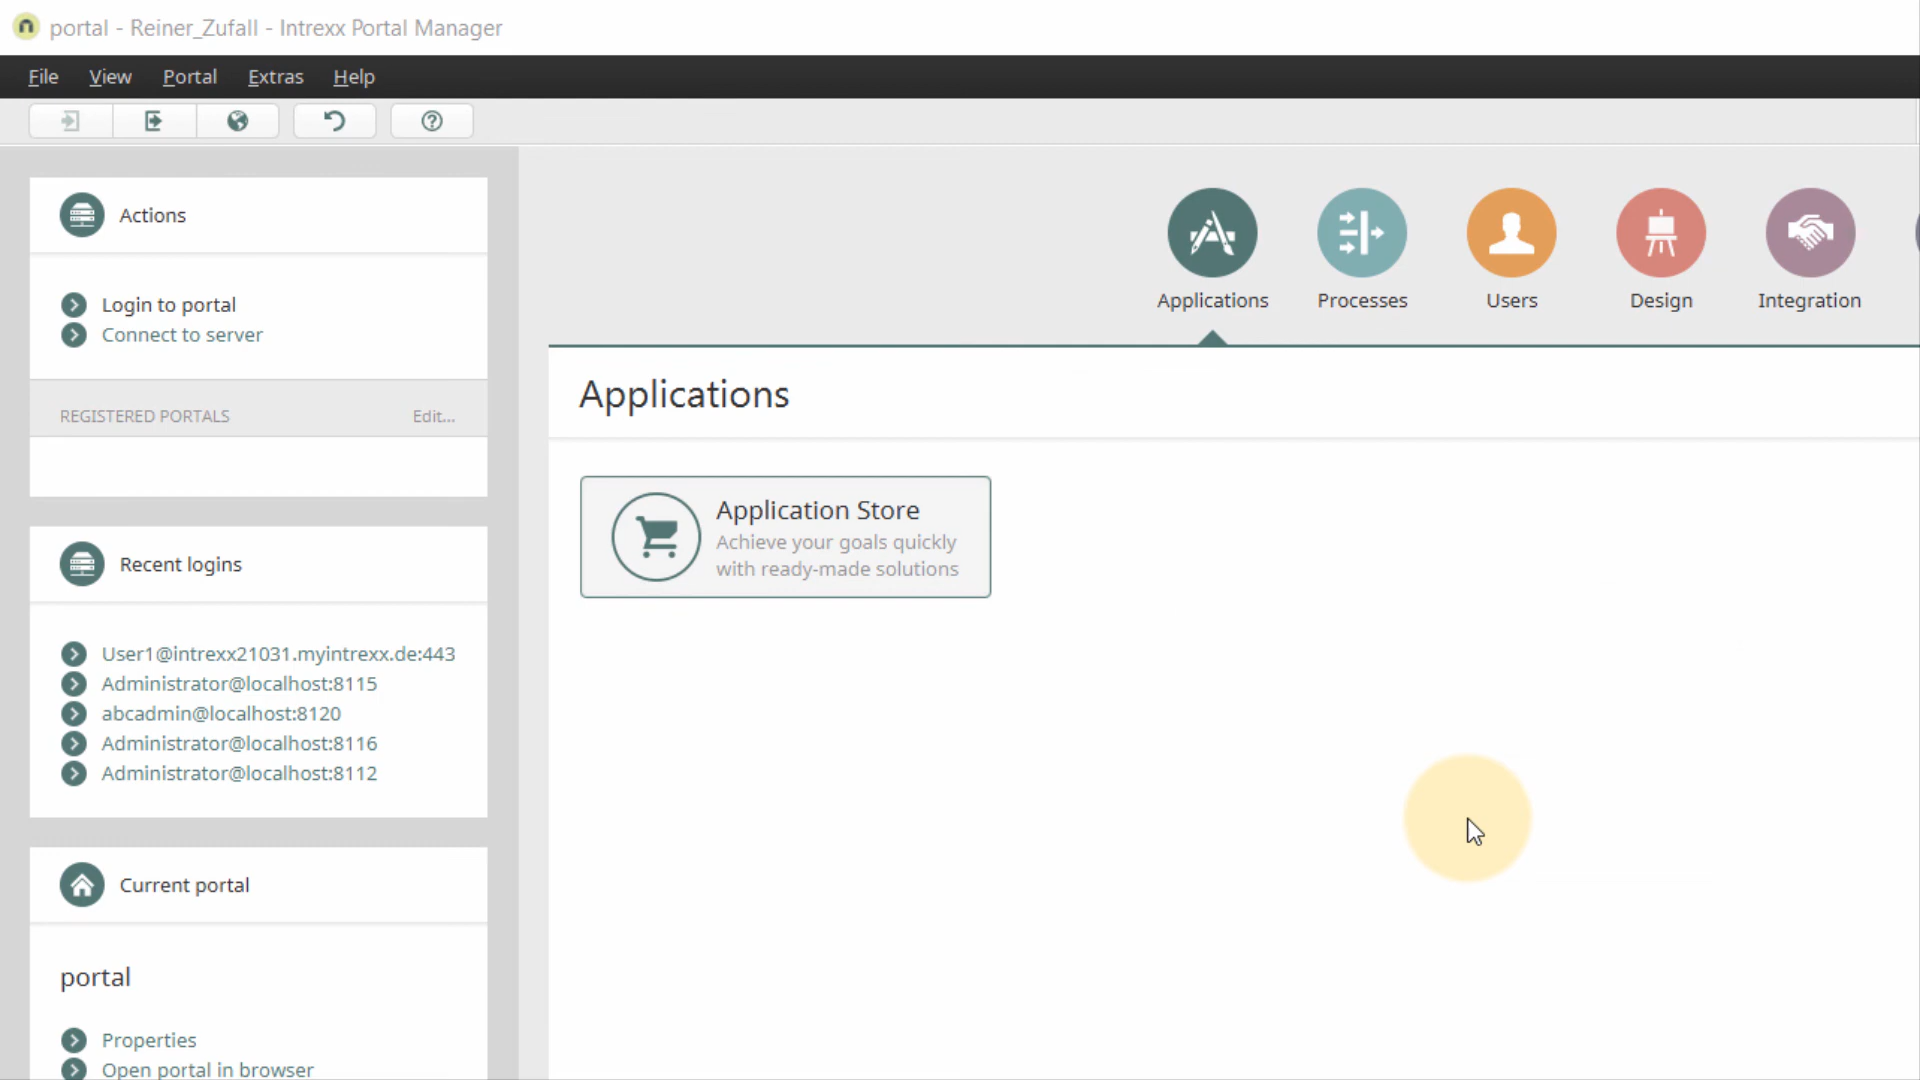 portal - Reiner_Zufall - Intrexx Portal Manager
File View Portal Extras Help
Actions
Login to portal
Connect to server
REGISTERED PORTALS Edit...
Recent logins
User1@intrexx21031.myintrexx.de:443
Administrator@localhost:8115
abcadmin@localhost:8120
Administrator@localhost:8116
Administrator@localhost:8112
Current portal
portal
Properties
Open portal in browser
Applications Processes Users Design Integration
Applications
Application Store
Achieve your goals quickly
with ready-made solutions